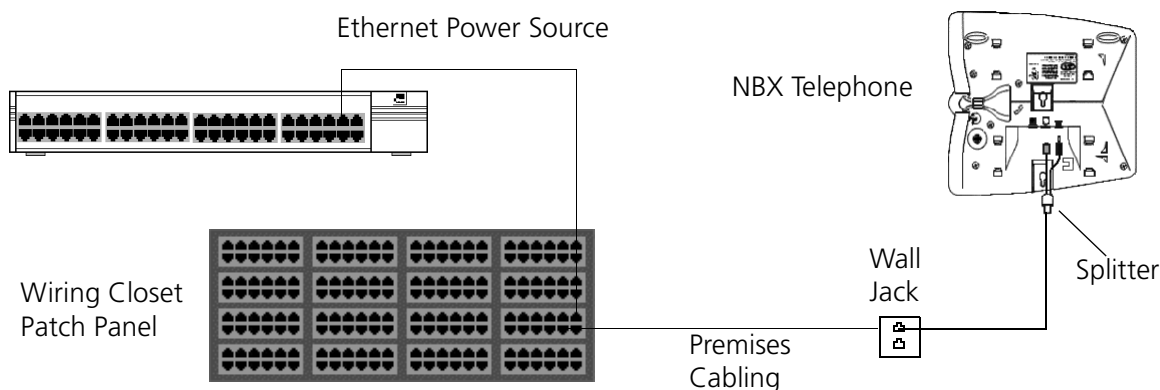 Ethernet Power Source
NBX Telephone
Wiring Closet
Patch Panel
Wall
Jack
Splitter
Premises
Cabling